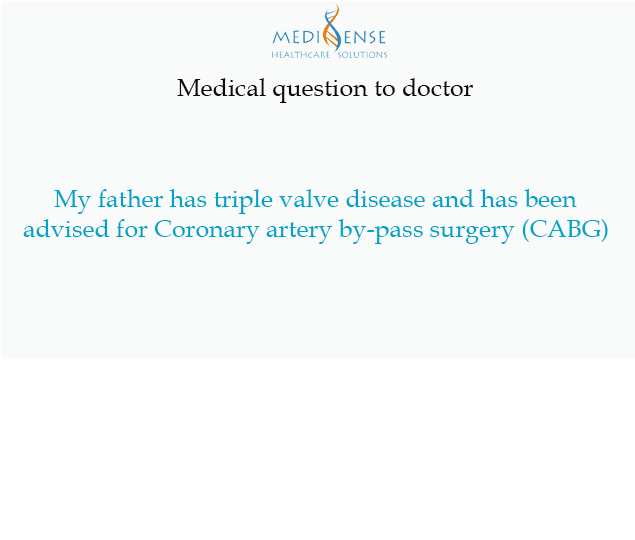 MEDISENSE
HEALTHCARE SOLUTIONS
Medical question to doctor
My father has triple valve disease and has been
advised for Coronary artery by-pass surgery (CABG)